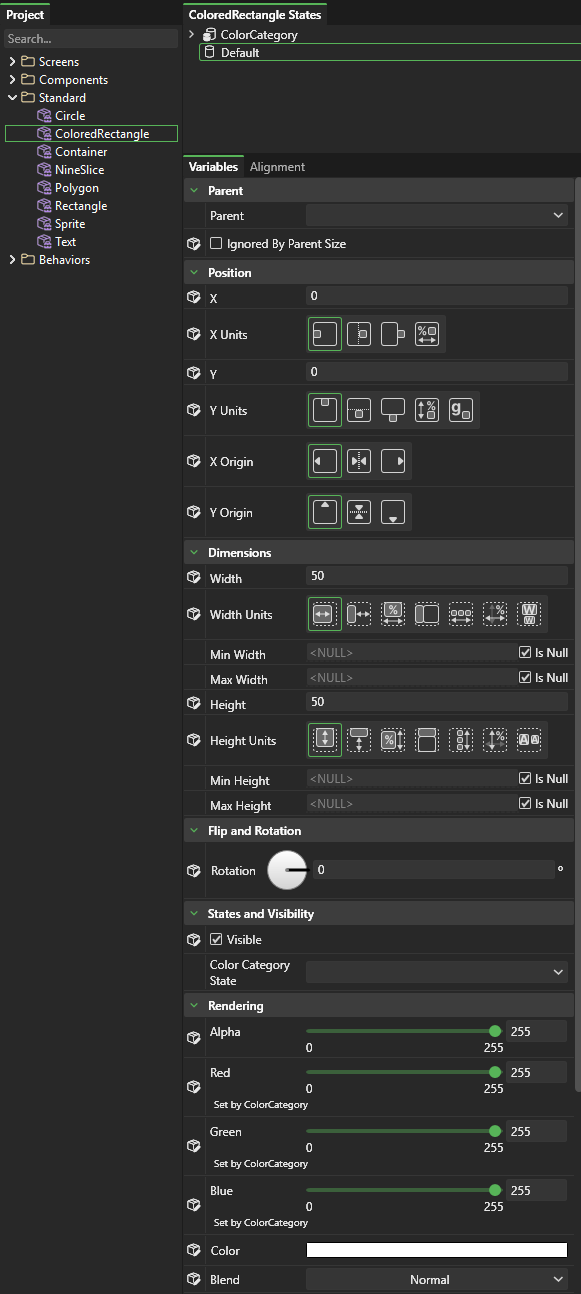 Project
Search...
Screens
Components
Standard
Circle
ColoredRectangle
Container
NineSlice
Polygon
Rectangle
Sprite
Text
Behaviors
ColoredRectangle States
ColorCategory
Default
Variables Alignment
Parent
Parent
Ignored By Parent Size
Position
X 0
X Units %
Y 0
Y Units % g
X Origin
Y Origin
Dimensions
Width 50
Width Units % % W W
Min Width <NULL> Is Null
Max Width <NULL> Is Null
Height 50
Height Units % % A A
Min Height <NULL> Is Null
Max Height <NULL> Is Null
Flip and Rotation
Rotation 0 º
States and Visibility
Visible
Color Category
State
Rendering
Alpha 255
0 255
Red 255
0 255
Set by ColorCategory
Green 255
0 255
Set by ColorCategory
Blue 255
0 255
Set by ColorCategory
Color
Blend Normal